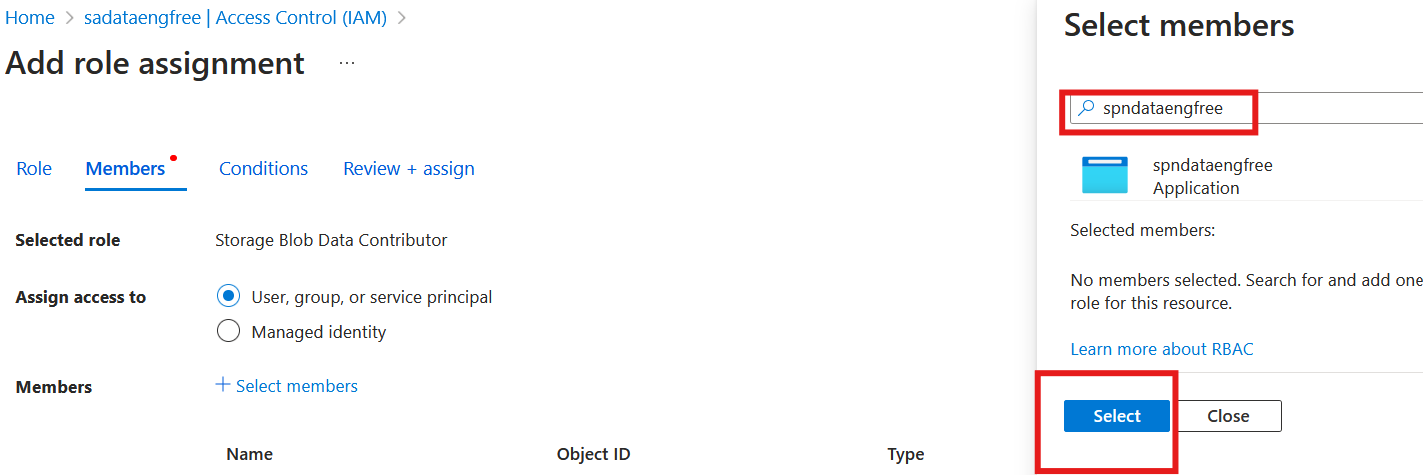 Home > sadataengfree | Access Control (IAM) >
Add role assignment ...
Role Members Conditions Review + assign
Selected role Storage Blob Data Contributor
Assign access to User, group, or service principal
Managed identity
Members + Select members
Name Object ID Type
Select members
spndataengfree
spndataengfree
Application
Selected members:
No members selected. Search for and add one
role for this resource.
Learn more about RBAC
Select Close